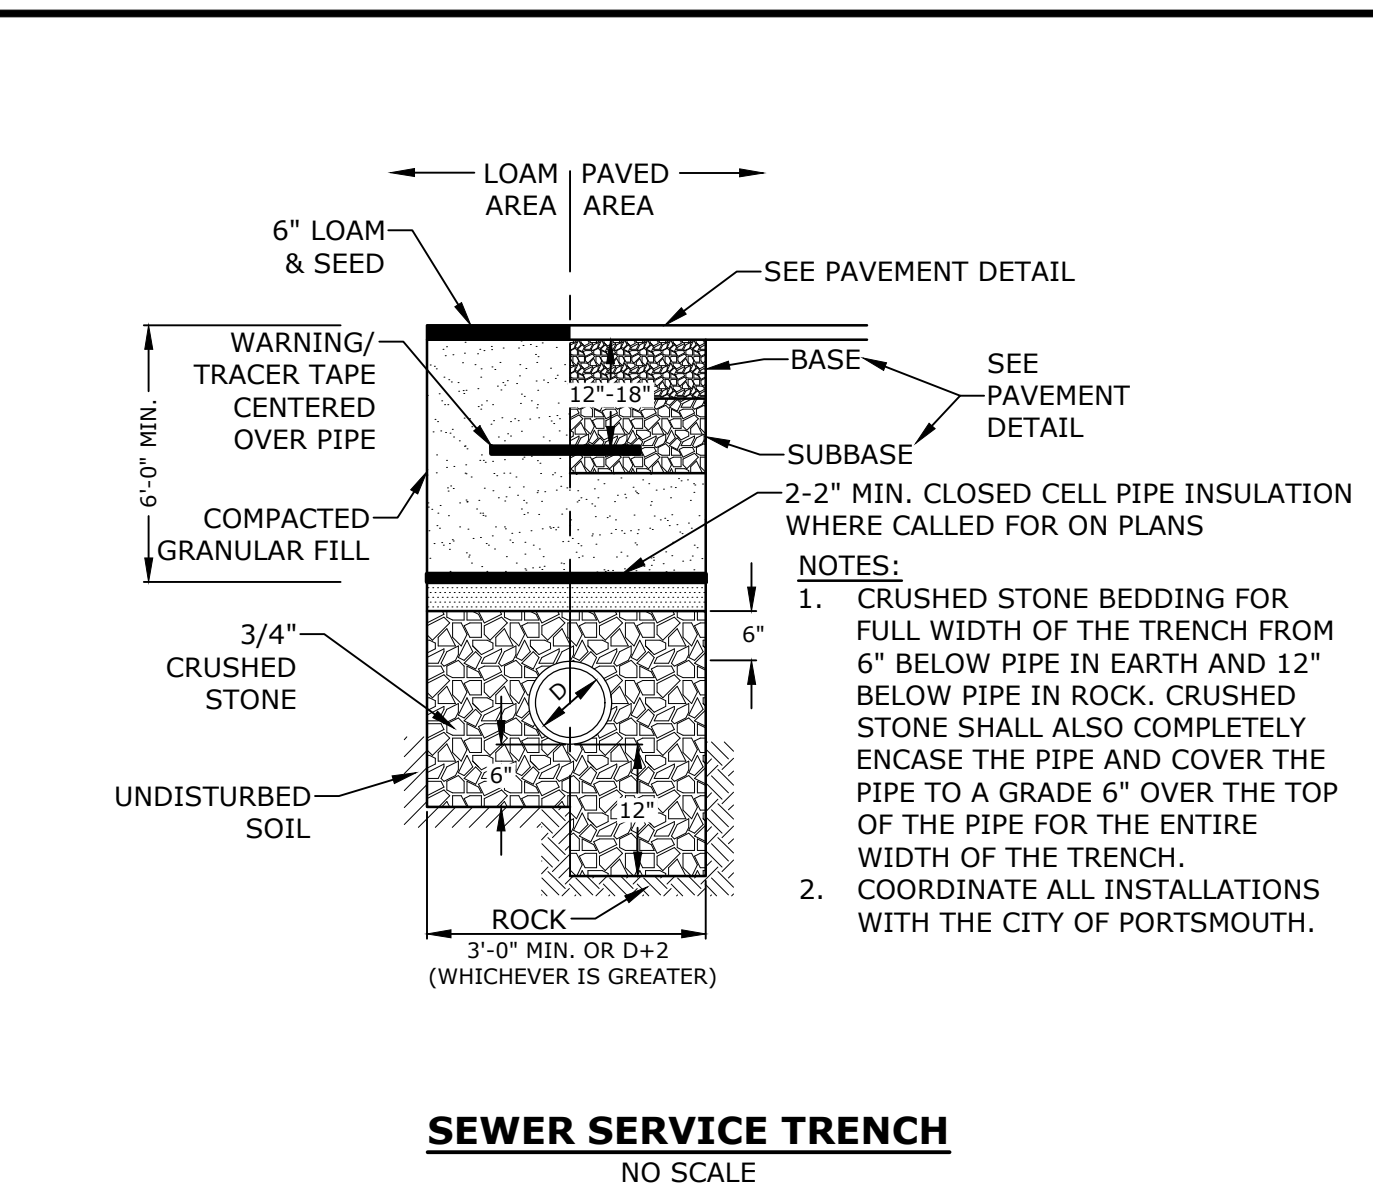 LOAM AREA
PAVED AREA
6" LOAM
& SEED
SEE PAVEMENT DETAIL
WARNING/
TRACER TAPE
CENTERED
OVER PIPE
6'-0" MIN.
12"-18"
BASE
SUBBASE
SEE
PAVEMENT
DETAIL
COMPACTED
GRANULAR FILL
2-2" MIN. CLOSED CELL PIPE INSULATION
WHERE CALLED FOR ON PLANS
3/4"
CRUSHED
STONE
6"
D
6"
12"
UNDISTURBED
SOIL
ROCK
3'-0" MIN. OR D+2
(WHICHEVER IS GREATER)
NOTES:
1. CRUSHED STONE BEDDING FOR
FULL WIDTH OF THE TRENCH FROM
6" BELOW PIPE IN EARTH AND 12"
BELOW PIPE IN ROCK. CRUSHED
STONE SHALL ALSO COMPLETELY
ENCASE THE PIPE AND COVER THE
PIPE TO A GRADE 6" OVER THE TOP
OF THE PIPE FOR THE ENTIRE
WIDTH OF THE TRENCH.
2. COORDINATE ALL INSTALLATIONS
WITH THE CITY OF PORTSMOUTH.
SEWER SERVICE TRENCH
NO SCALE